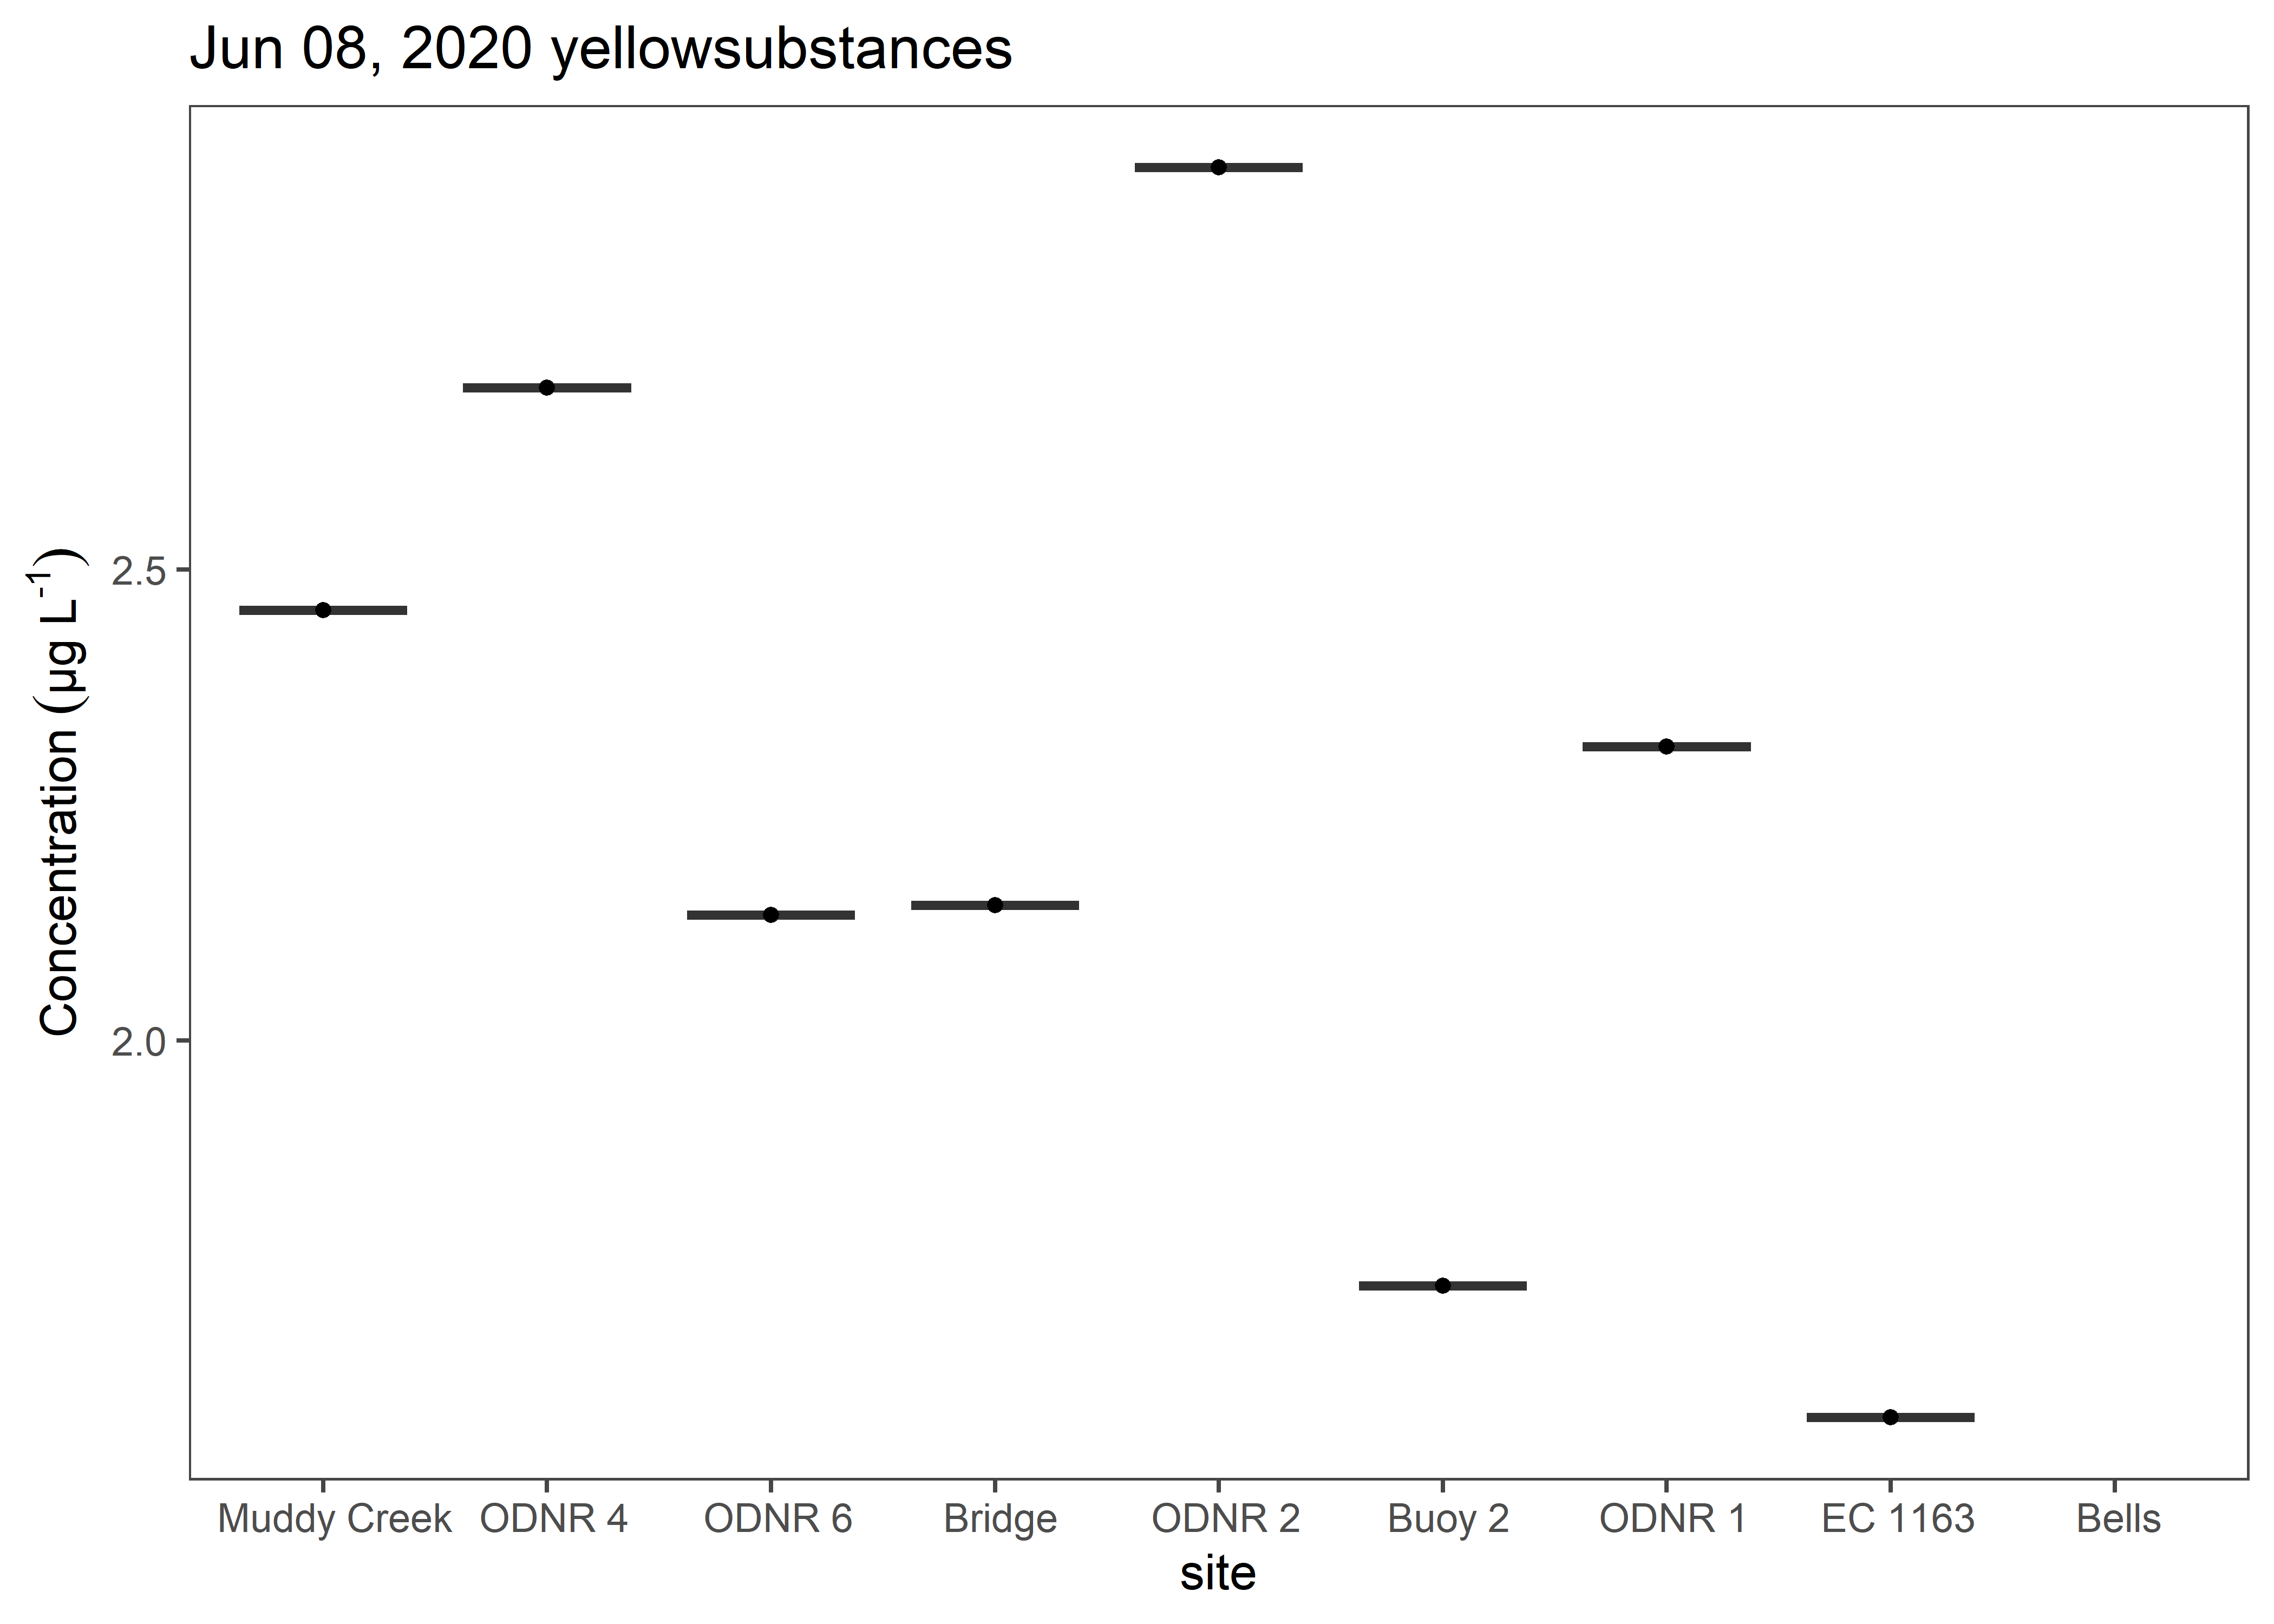 Jun 08, 2020 yellowsubstances
Concentration (µg L⁻¹)
2.5
2.0
Muddy Creek ODNR 4 ODNR 6 Bridge ODNR 2 Buoy 2 ODNR 1 EC 1163 Bells
site